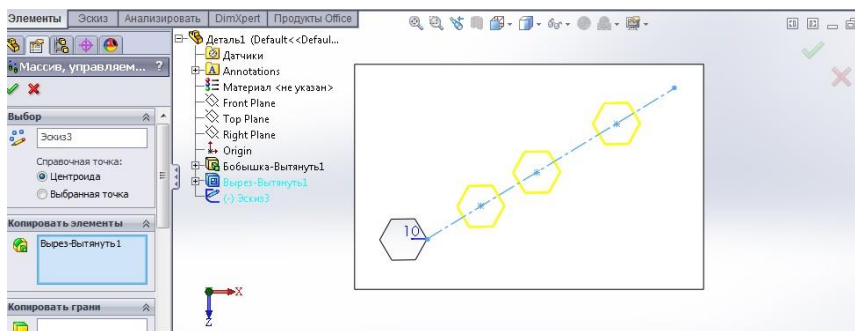 Элементы Эскиз Анализировать DimXpert Продукты Office
Массив, управляем... ?
Выбор
Эскиз3
Справочная точка:
Центроида
Выбранная точка
Копировать элементы
Вырез-Вытянуть1
Копировать грани
Деталь1 (Default<<Defaul...
Датчики
Annotations
Материал <не указан>
Front Plane
Top Plane
Right Plane
Origin
Бобышка-Вытянуть1
Вырез-Вытянуть1
(-) Эскиз3
10
X
Z